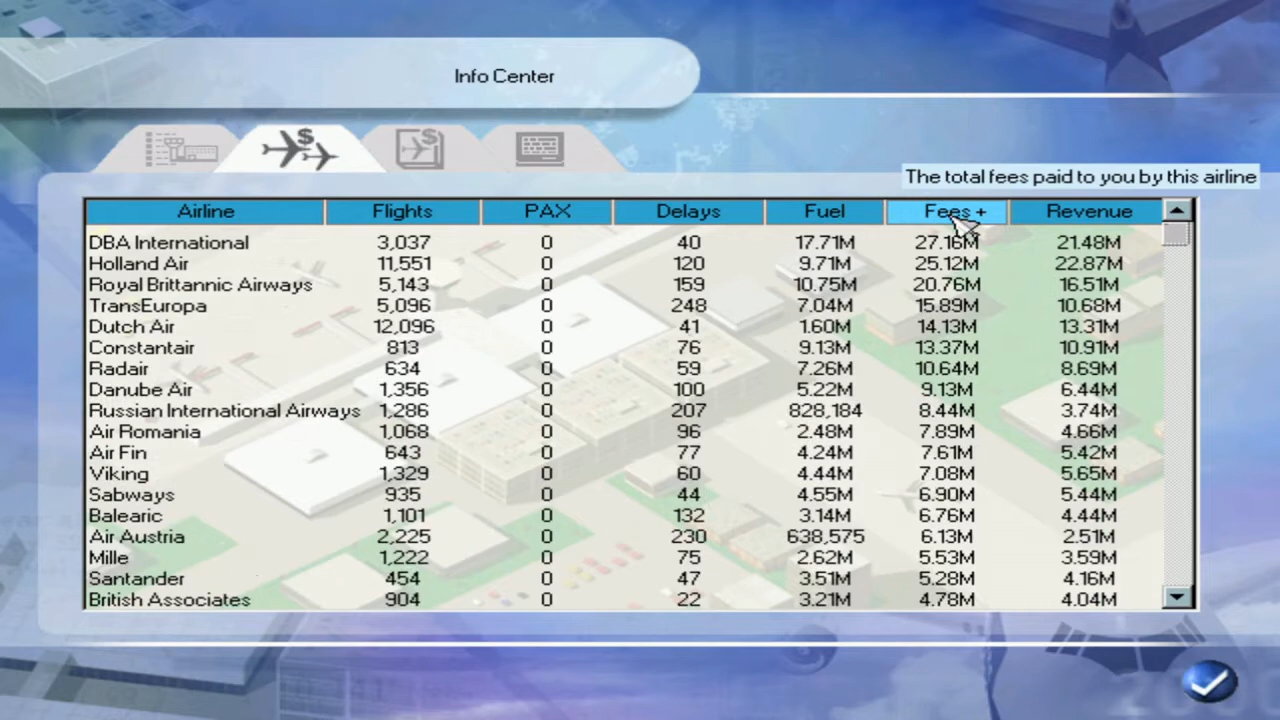 Info Center
The total fees paid to you by this airline
Airline Flights PAX Delays Fuel Fees + Revenue
DBA International 3,037 0 40 17.71M 27.16M 21.48M
Holland Air 11,551 0 120 9.71M 25.12M 22.87M
Royal Brittannic Airways 5,143 0 159 10.75M 20.76M 16.51M
TransEuropa 5,096 0 248 7.04M 15.89M 10.68M
Dutch Air 12,096 0 41 1.60M 14.13M 13.31M
Constantair 813 0 76 9.13M 13.37M 10.91M
Radair 634 0 59 7.26M 10.64M 8.69M
Danube Air 1,356 0 100 5.22M 9.13M 6.44M
Russian International Airways 1,286 0 207 828,184 8.44M 3.74M
Air Romania 1,068 0 96 2.48M 7.89M 4.66M
Air Fin 643 0 77 4.24M 7.61M 5.42M
Viking 1,329 0 60 4.44M 7.08M 5.65M
Sabways 935 0 44 4.55M 6.90M 5.44M
Balearic 1,101 0 132 3.14M 6.76M 4.44M
Air Austria 2,225 0 230 638,575 6.13M 2.51M
Mille 1,222 0 75 2.62M 5.53M 3.59M
Santander 454 0 47 3.51M 5.28M 4.16M
British Associates 904 0 22 3.21M 4.78M 4.04M